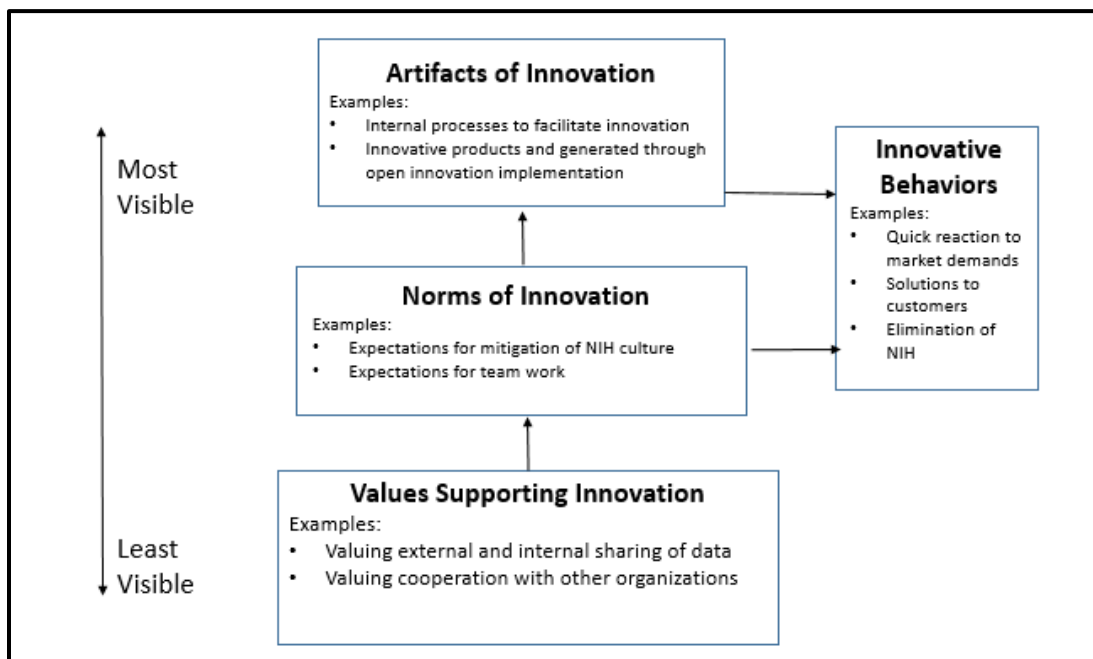 Artifacts of Innovation
Examples:
• Internal processes to facilitate innovation
• Innovative products and generated through
open innovation implementation
Most
Visible
Innovative
Behaviors
Examples:
• Quick reaction to
market demands
• Solutions to
customers
• Elimination of
NIH
Norms of Innovation
Examples:
• Expectations for mitigation of NIH culture
• Expectations for team work
Values Supporting Innovation
Examples:
• Valuing external and internal sharing of data
• Valuing cooperation with other organizations
Least
Visible